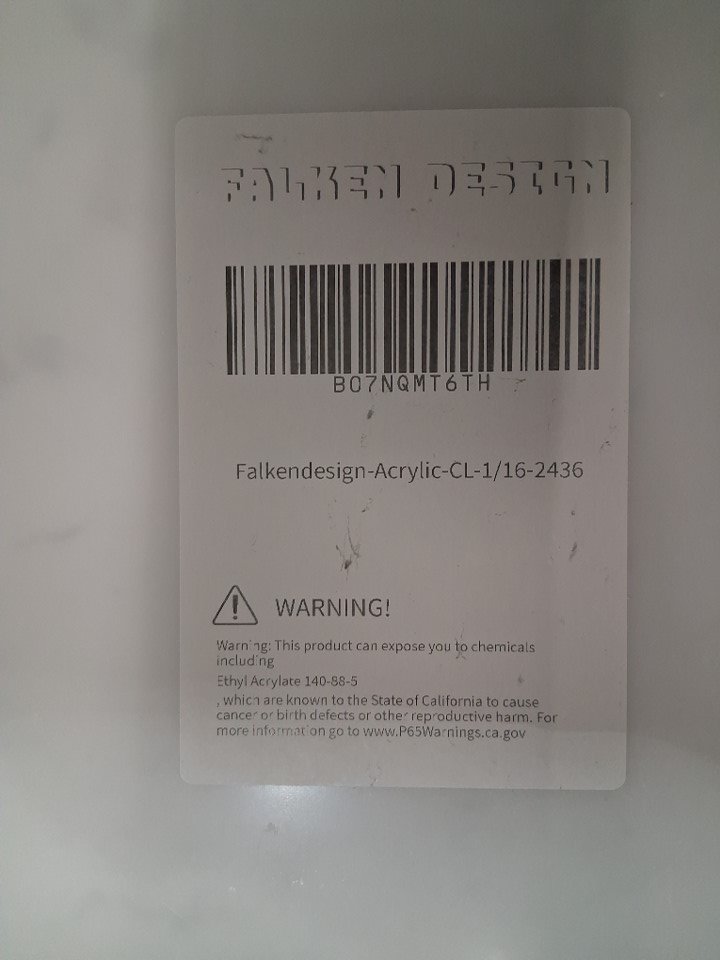 FALKEN DESIGN
B07NQMT6TH
Falkendesign-Acrylic-CL-1/16-2436
WARNING!
Warning: This product can expose you to chemicals
including
Ethyl Acrylate 140-88-5
, which are known to the State of California to cause
cancer or birth defects or other reproductive harm. For
more information go to www.P65Warnings.ca.gov